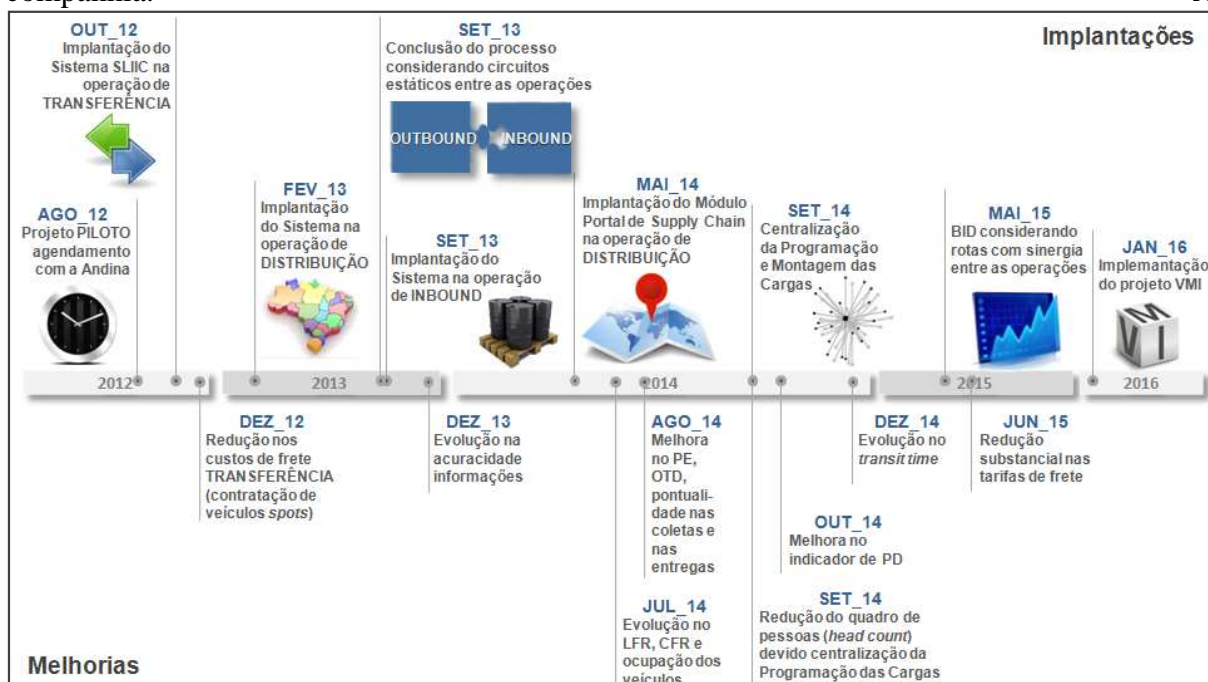 companhia.
Implantações
OUT_12
Implantação do
Sistema SLIIC na
operação de
TRANSFERÊNCIA
SET_13
Conclusão do processo
considerando circuitos
estáticos entre as operações
OUTBOUND
INBOUND
AGO_12
Projeto PILOTO
agendamento
com a Andina
FEV_13
Implantação
do Sistema na
operação de
DISTRIBUIÇÃO
SET_13
Implantação do
Sistema na operação
de INBOUND
MAI_14
Implantação do Módulo
Portal de Supply Chain
na operação de
DISTRIBUIÇÃO
SET_14
Centralização
da Programação
e Montagem das
Cargas
MAI_15
BID considerando
rotas com sinergia
entre as operações
JAN_16
Implemantação
do projeto VMI
VMI
2012
2013
2014
2015
2016
DEZ_12
Redução nos
custos de frete
TRANSFERÊNCIA
(contratação de
veículos spots)
DEZ_13
Evolução na
acuracidade
informações
AGO_14
Melhora
no PE,
OTD,
pontuali-
dade nas
coletas e
nas
entregas
DEZ_14
Evolução no
transit time
JUN_15
Redução
substancial nas
tarifas de frete
OUT_14
Melhora no
indicador de PD
JUL_14
Evolução no
LFR, CFR e
ocupação dos
veículos
SET_14
Redução do quadro de
pessoas (head count)
devido centralização da
Programação das Cargas
Melhorias